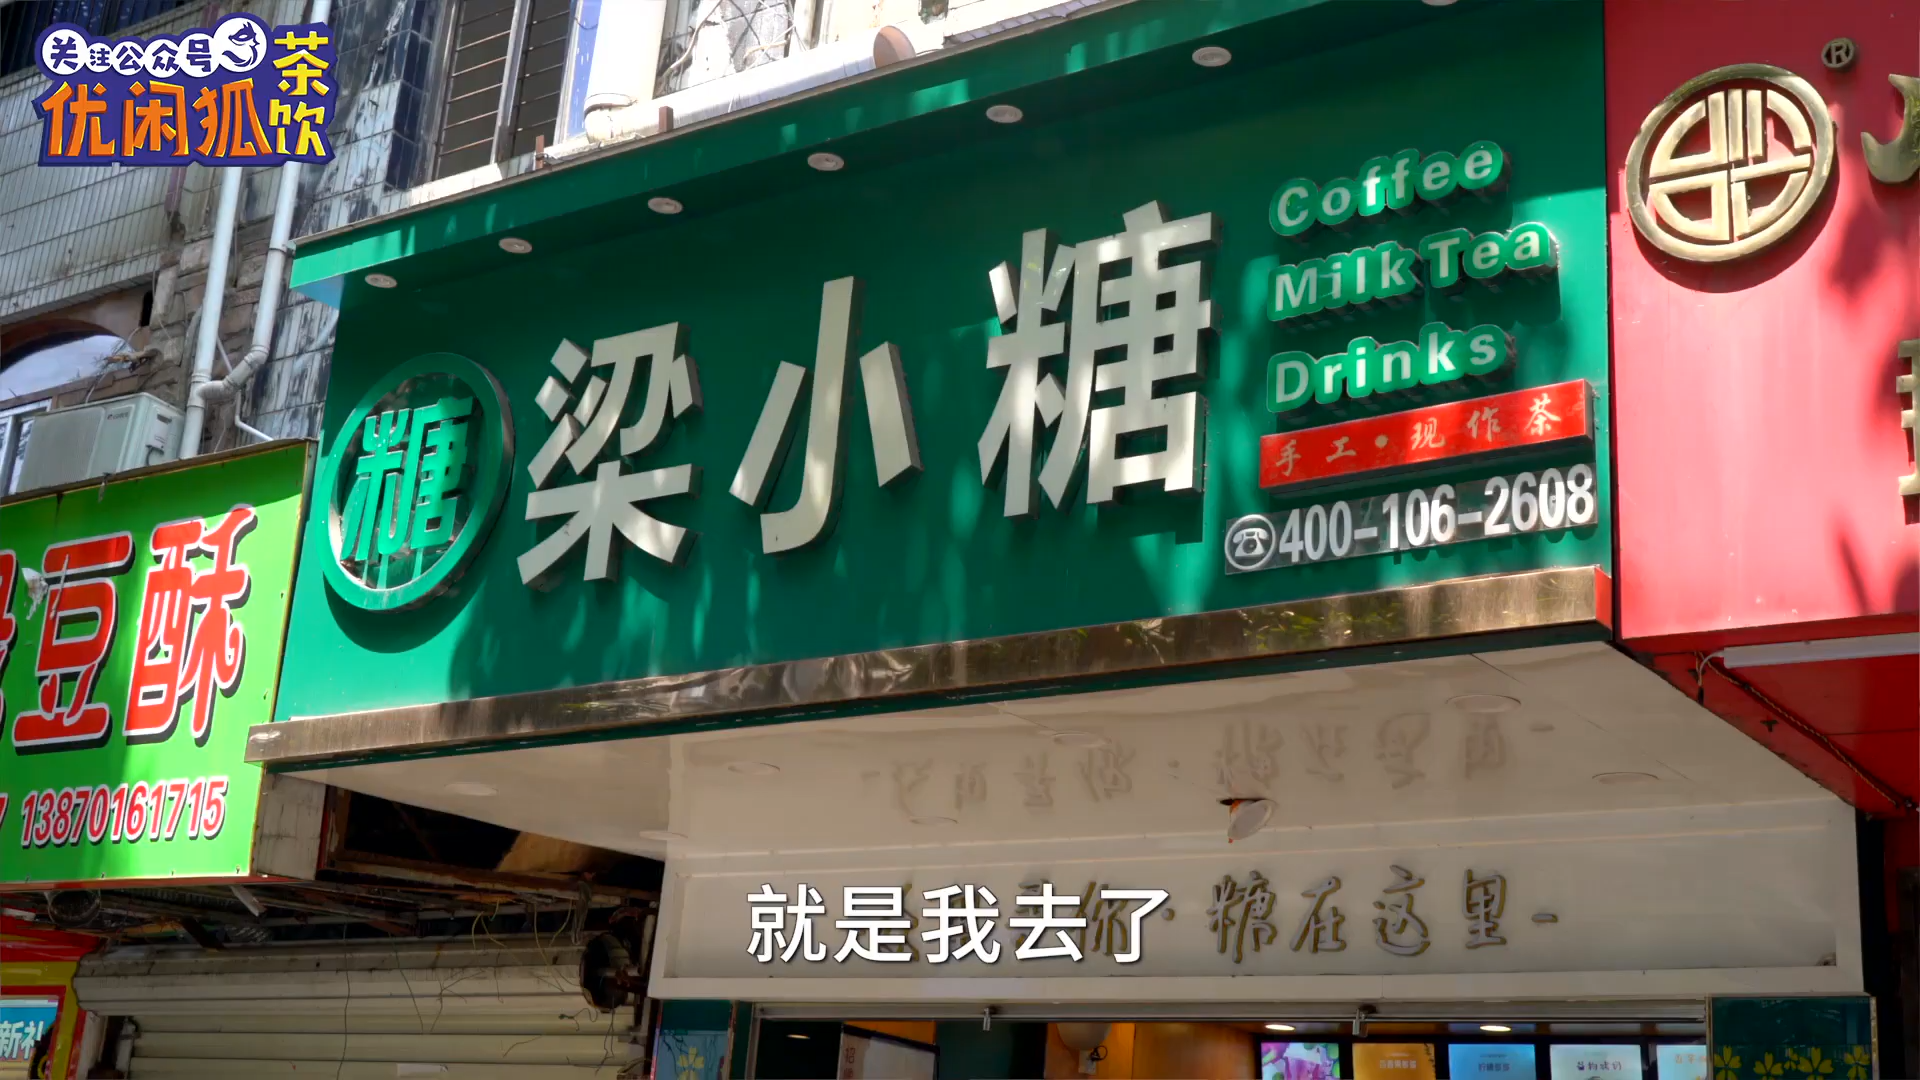 关注公众号
优闲狐
茶饮
糖
梁小糖
Coffee
Milk Tea
Drinks
手工·现作茶
400-106-2608
®
豆酥
13870161715
糖在这里-
就是我去了
新